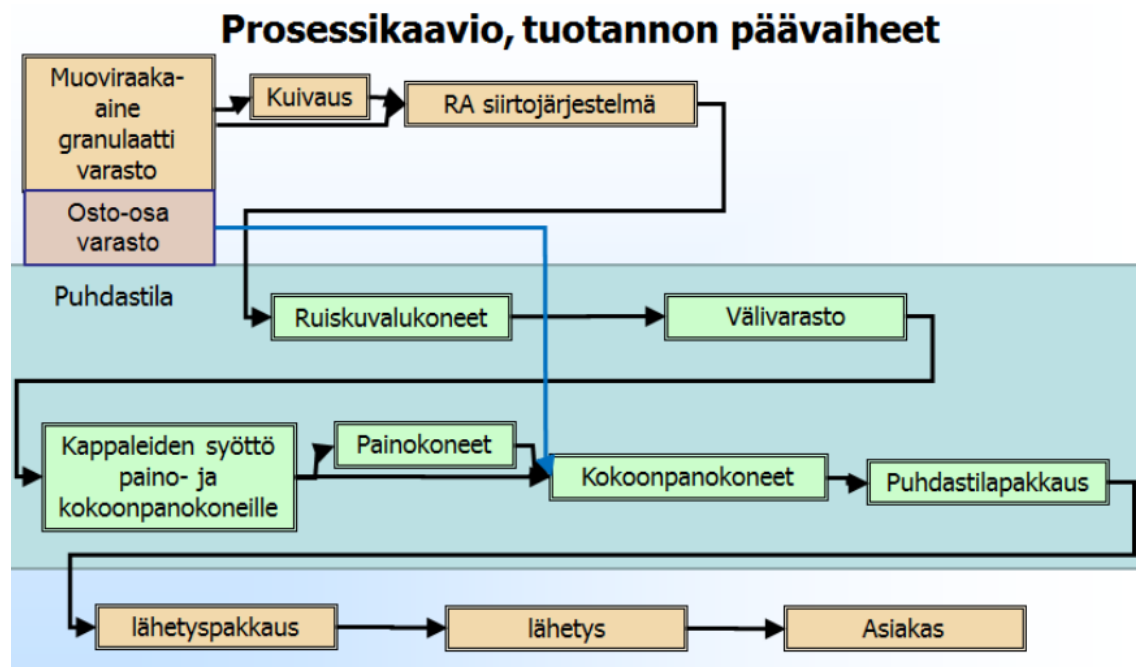 Prosessikaavio, tuotannon päävaiheet
Muoviraaka-
aine
granulaatti
varasto
Kuivaus
RA siirtojärjestelmä
Osto-osa
varasto
Puhdastila
Ruiskuvalukoneet
Välivarasto
Kappaleiden syöttö
paino- ja
kokoonpanokoneille
Painokoneet
Kokoonpanokoneet
Puhdastilapakkaus
lähetyspakkaus
lähetys
Asiakas